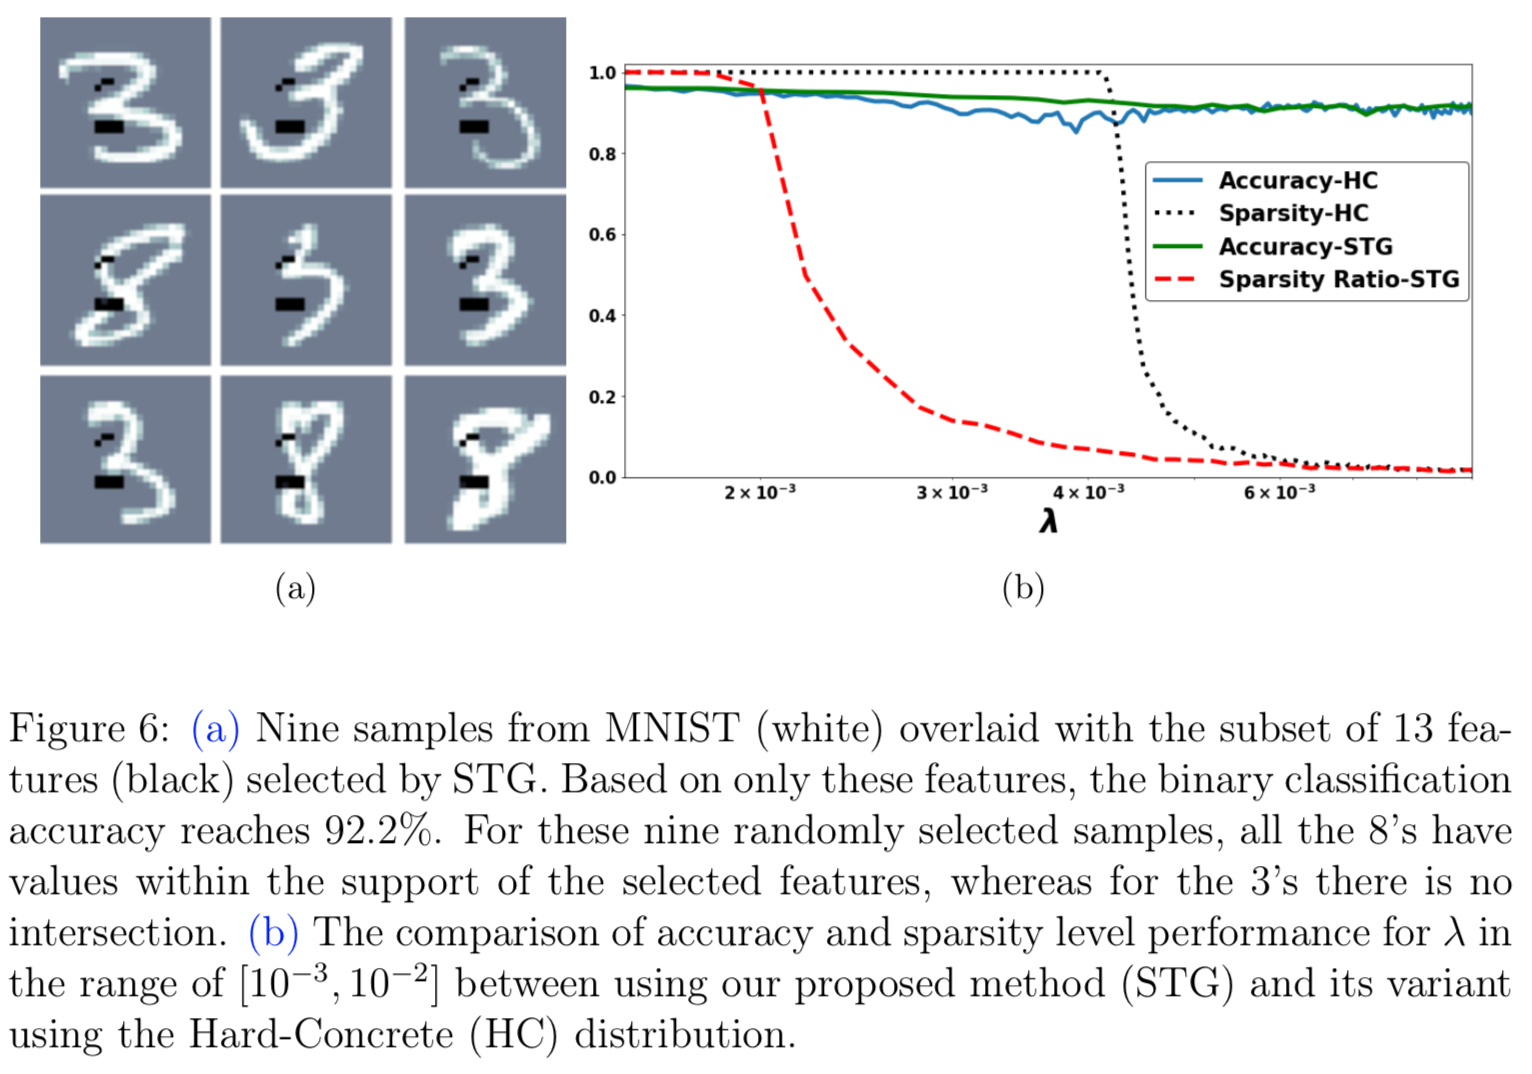 1.0
0.8
0.6
0.4
0.2
0.0
Accuracy-HC
Sparsity-HC
Accuracy-STG
Sparsity Ratio-STG
2 × 10⁻³ 3 × 10⁻³ 4 × 10⁻³ 6 × 10⁻³
λ
(a) (b)
Figure 6: (a) Nine samples from MNIST (white) overlaid with the subset of 13 fea-
tures (black) selected by STG. Based on only these features, the binary classification
accuracy reaches 92.2%. For these nine randomly selected samples, all the 8's have
values within the support of the selected features, whereas for the 3's there is no
intersection. (b) The comparison of accuracy and sparsity level performance for λ in
the range of [10⁻³, 10⁻²] between using our proposed method (STG) and its variant
using the Hard-Concrete (HC) distribution.